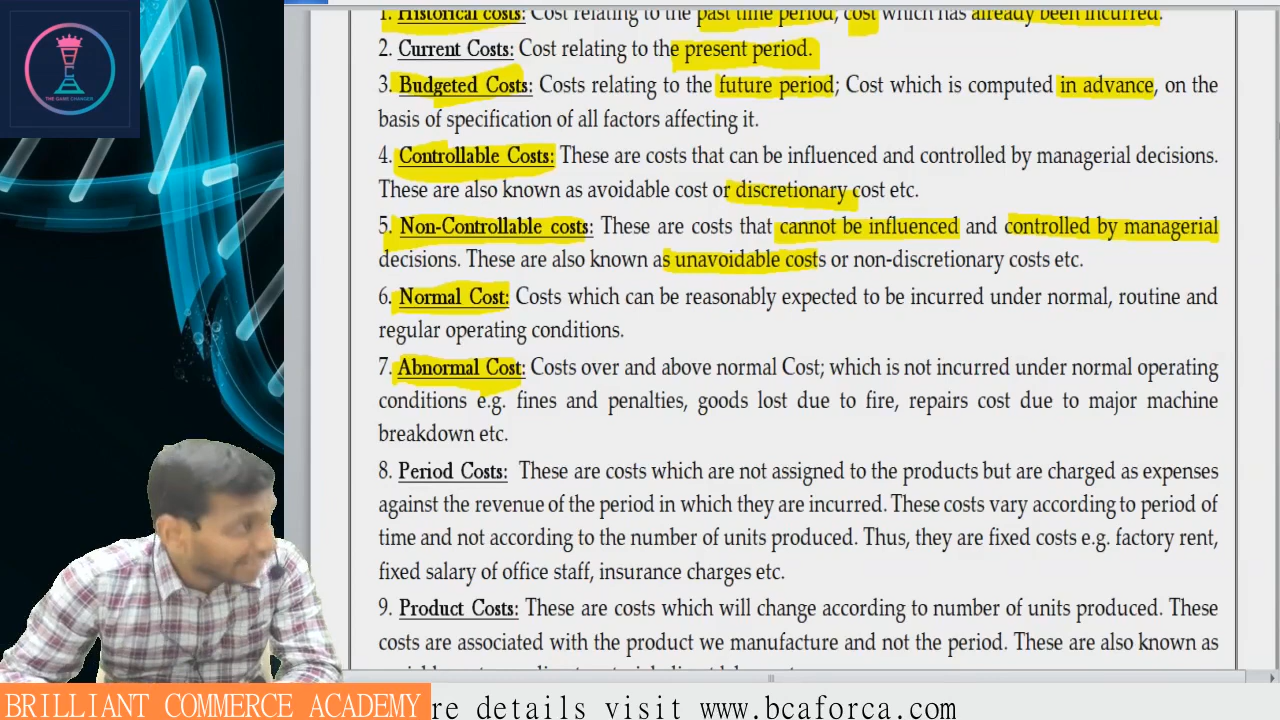 THE GAME CHANGER
1. Historical costs: Cost relating to the past time period; cost which has already been incurred.
2. Current Costs: Cost relating to the present period.
3. Budgeted Costs: Costs relating to the future period; Cost which is computed in advance, on the
basis of specification of all factors affecting it.
4. Controllable Costs: These are costs that can be influenced and controlled by managerial decisions.
These are also known as avoidable cost or discretionary cost etc.
5. Non-Controllable costs: These are costs that cannot be influenced and controlled by managerial
decisions. These are also known as unavoidable costs or non-discretionary costs etc.
6. Normal Cost: Costs which can be reasonably expected to be incurred under normal, routine and
regular operating conditions.
7. Abnormal Cost: Costs over and above normal Cost; which is not incurred under normal operating
conditions e.g. fines and penalties, goods lost due to fire, repairs cost due to major machine
breakdown etc.
8. Period Costs: These are costs which are not assigned to the products but are charged as expenses
against the revenue of the period in which they are incurred. These costs vary according to period of
time and not according to the number of units produced. Thus, they are fixed costs e.g. factory rent,
fixed salary of office staff, insurance charges etc.
9. Product Costs: These are costs which will change according to number of units produced. These
costs are associated with the product we manufacture and not the period. These are also known as
BRILLIANT COMMERCE ACADEMY re details visit www.bcaforca.com